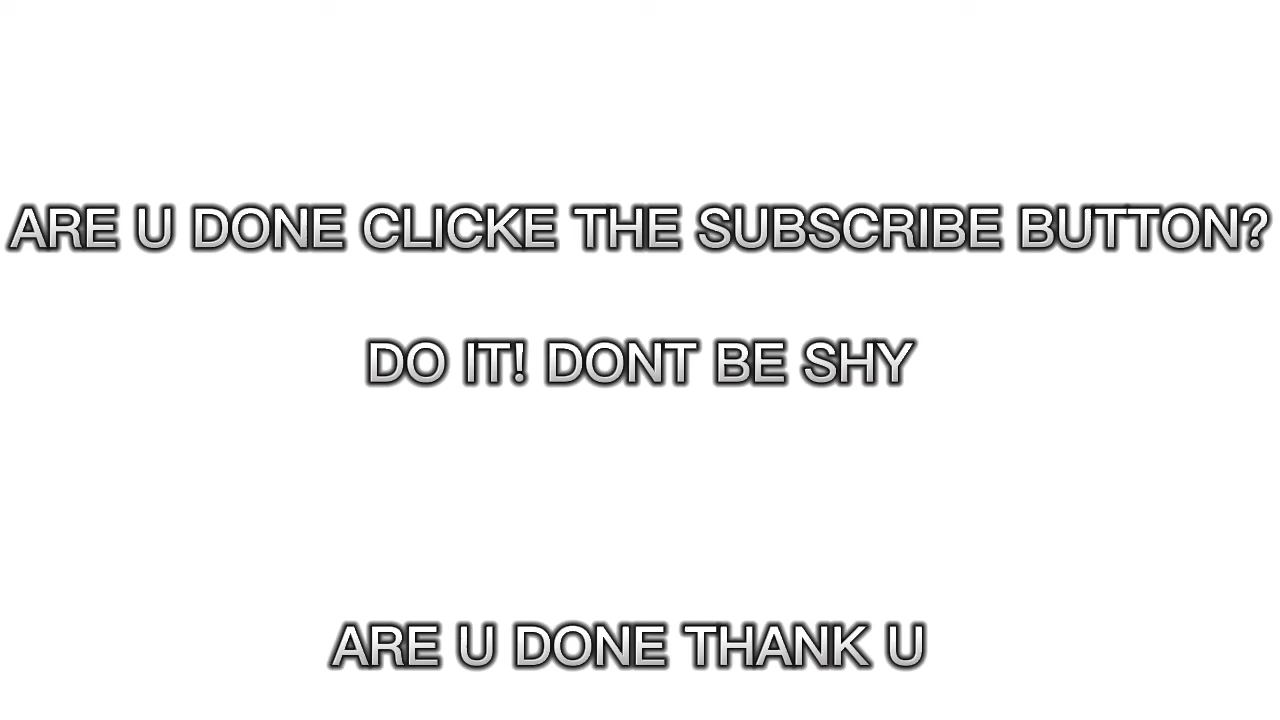 ARE U DONE CLICKE THE SUBSCRIBE BUTTON?
DO IT! DONT BE SHY
ARE U DONE THANK U